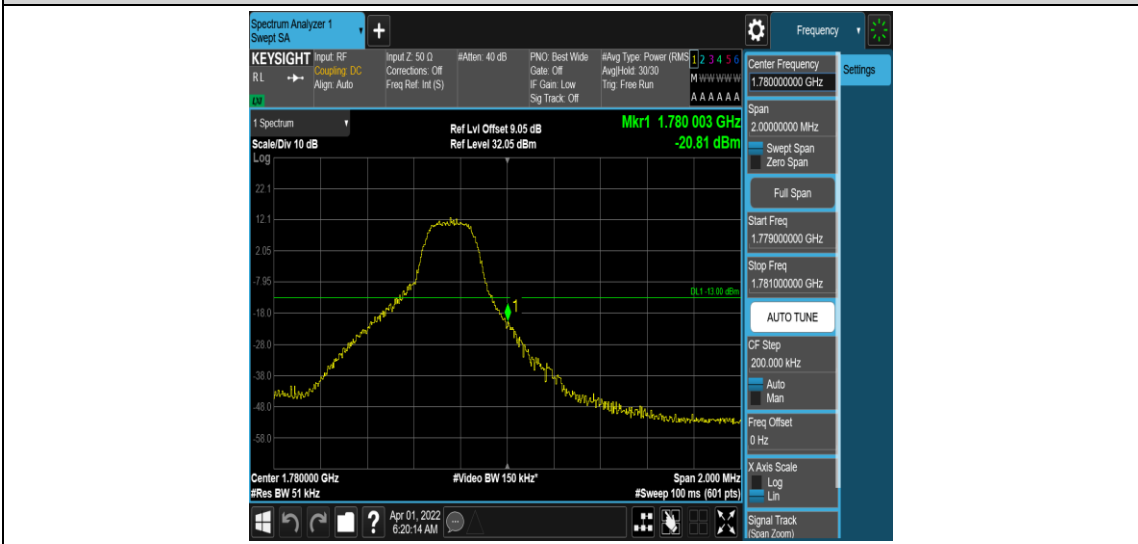 Spectrum Analyzer 1
Swept SA
+
Frequency
KEYSIGHT
RL
LXI
Input: RF
Coupling: DC
Align: Auto
Input Z: 50 Ω
Corrections: Off
Freq Ref: Int (S)
#Atten: 40 dB
PNO: Best Wide
Gate: Off
IF Gain: Low
Sig Track: Off
#Avg Type: Power (RMS
Avg|Hold: 30/30
Trig: Free Run
1 2 3 4 5 6
M W W W W W
A A A A A A
Center Frequency
1.780000000 GHz
Settings
Span
2.00000000 MHz
Swept Span
Zero Span
Full Span
Start Freq
1.779000000 GHz
Stop Freq
1.781000000 GHz
AUTO TUNE
CF Step
200.000 kHz
Auto
Man
Freq Offset
0 Hz
X Axis Scale
Log
Lin
Signal Track
(Span Zoom)
1 Spectrum
Scale/Div 10 dB
Log
Ref Lvl Offset 9.05 dB
Ref Level 32.05 dBm
Mkr1 1.780 003 GHz
-20.81 dBm
22.1
12.1
2.05
-7.95
-18.0
-28.0
-38.0
-48.0
-58.0
DL1 -13.00 dBm
1
Center 1.780000 GHz
#Res BW 51 kHz
#Video BW 150 kHz*
Span 2.000 MHz
#Sweep 100 ms (601 pts)
?
Apr 01, 2022
6:20:14 AM